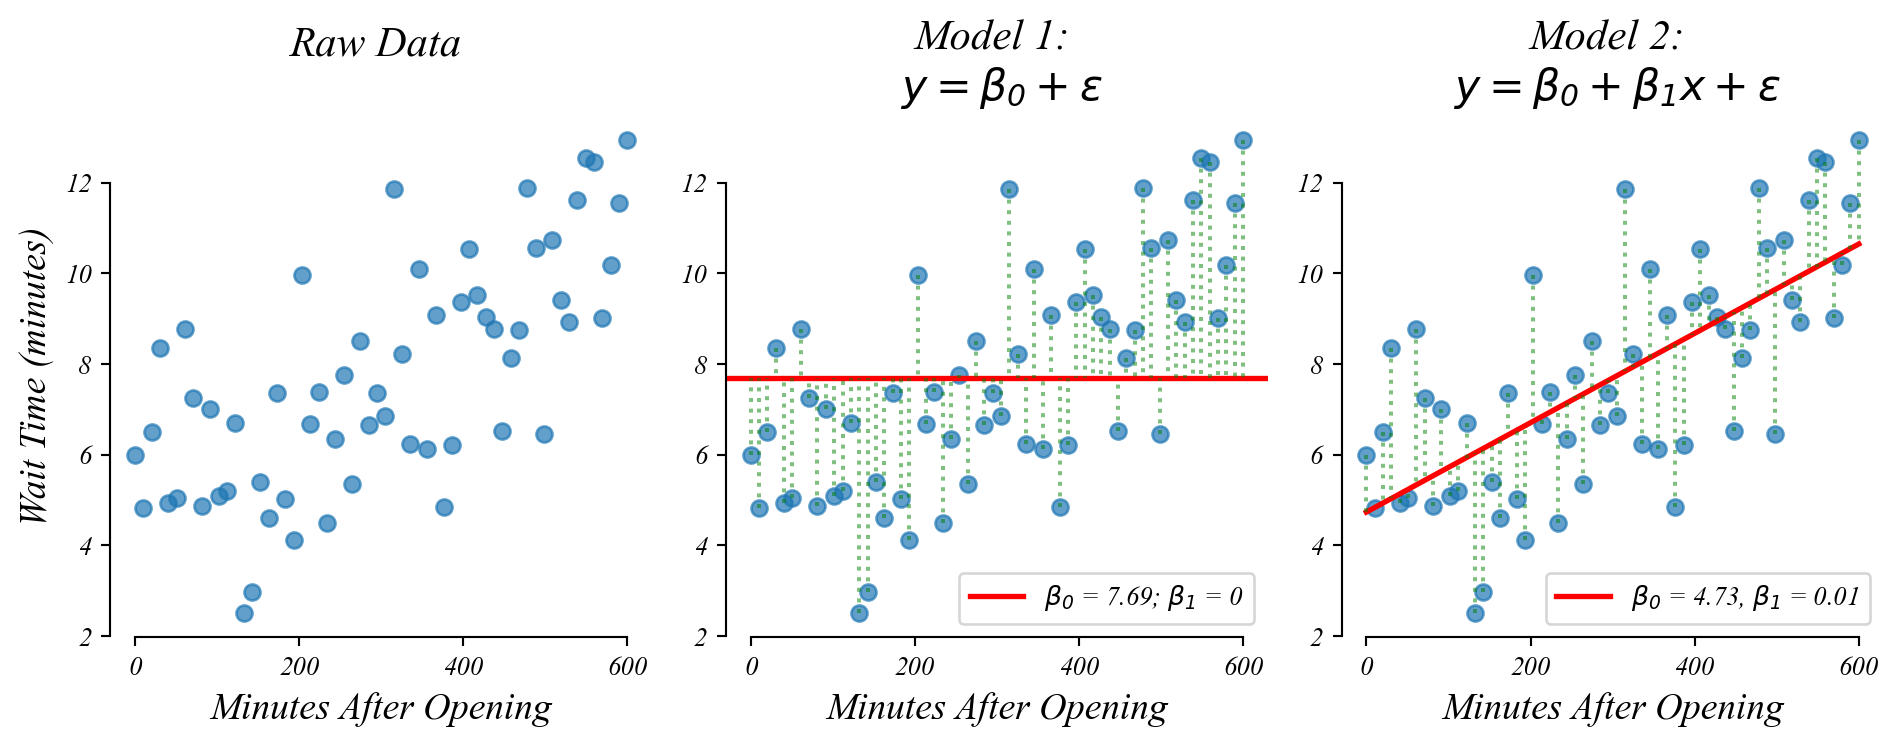 Raw Data
Model 1:
y = β₀ + ε
Model 2:
y = β₀ + β₁x + ε
Wait Time (minutes)
12
10
8
6
4
2
0 200 400 600
Minutes After Opening
12
10
8
6
4
2
β₀ = 7.69; β₁ = 0
0 200 400 600
Minutes After Opening
12
10
8
6
4
2
β₀ = 4.73, β₁ = 0.01
0 200 400 600
Minutes After Opening